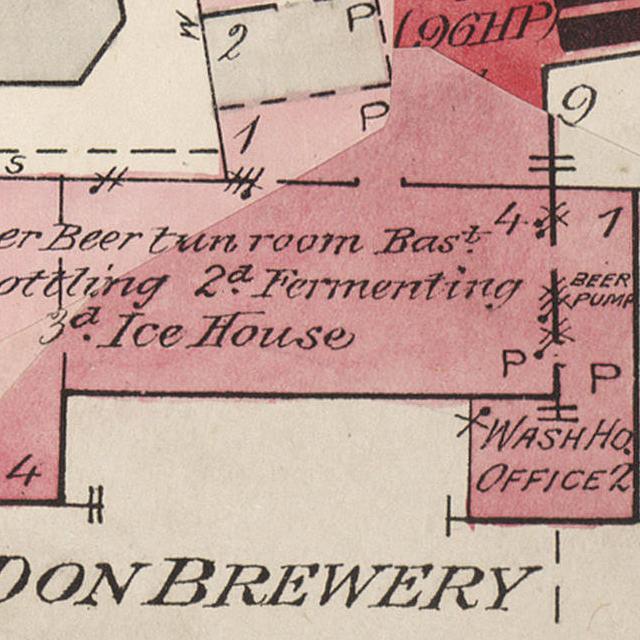 2
P
(96HP)
1
P
9
s
er Beer tun room Bast 4 1
ottling 2d Fermenting BEER
PUMP
3d. Ice House
P P
4
WASH HO.
OFFICE 2
DON BREWERY